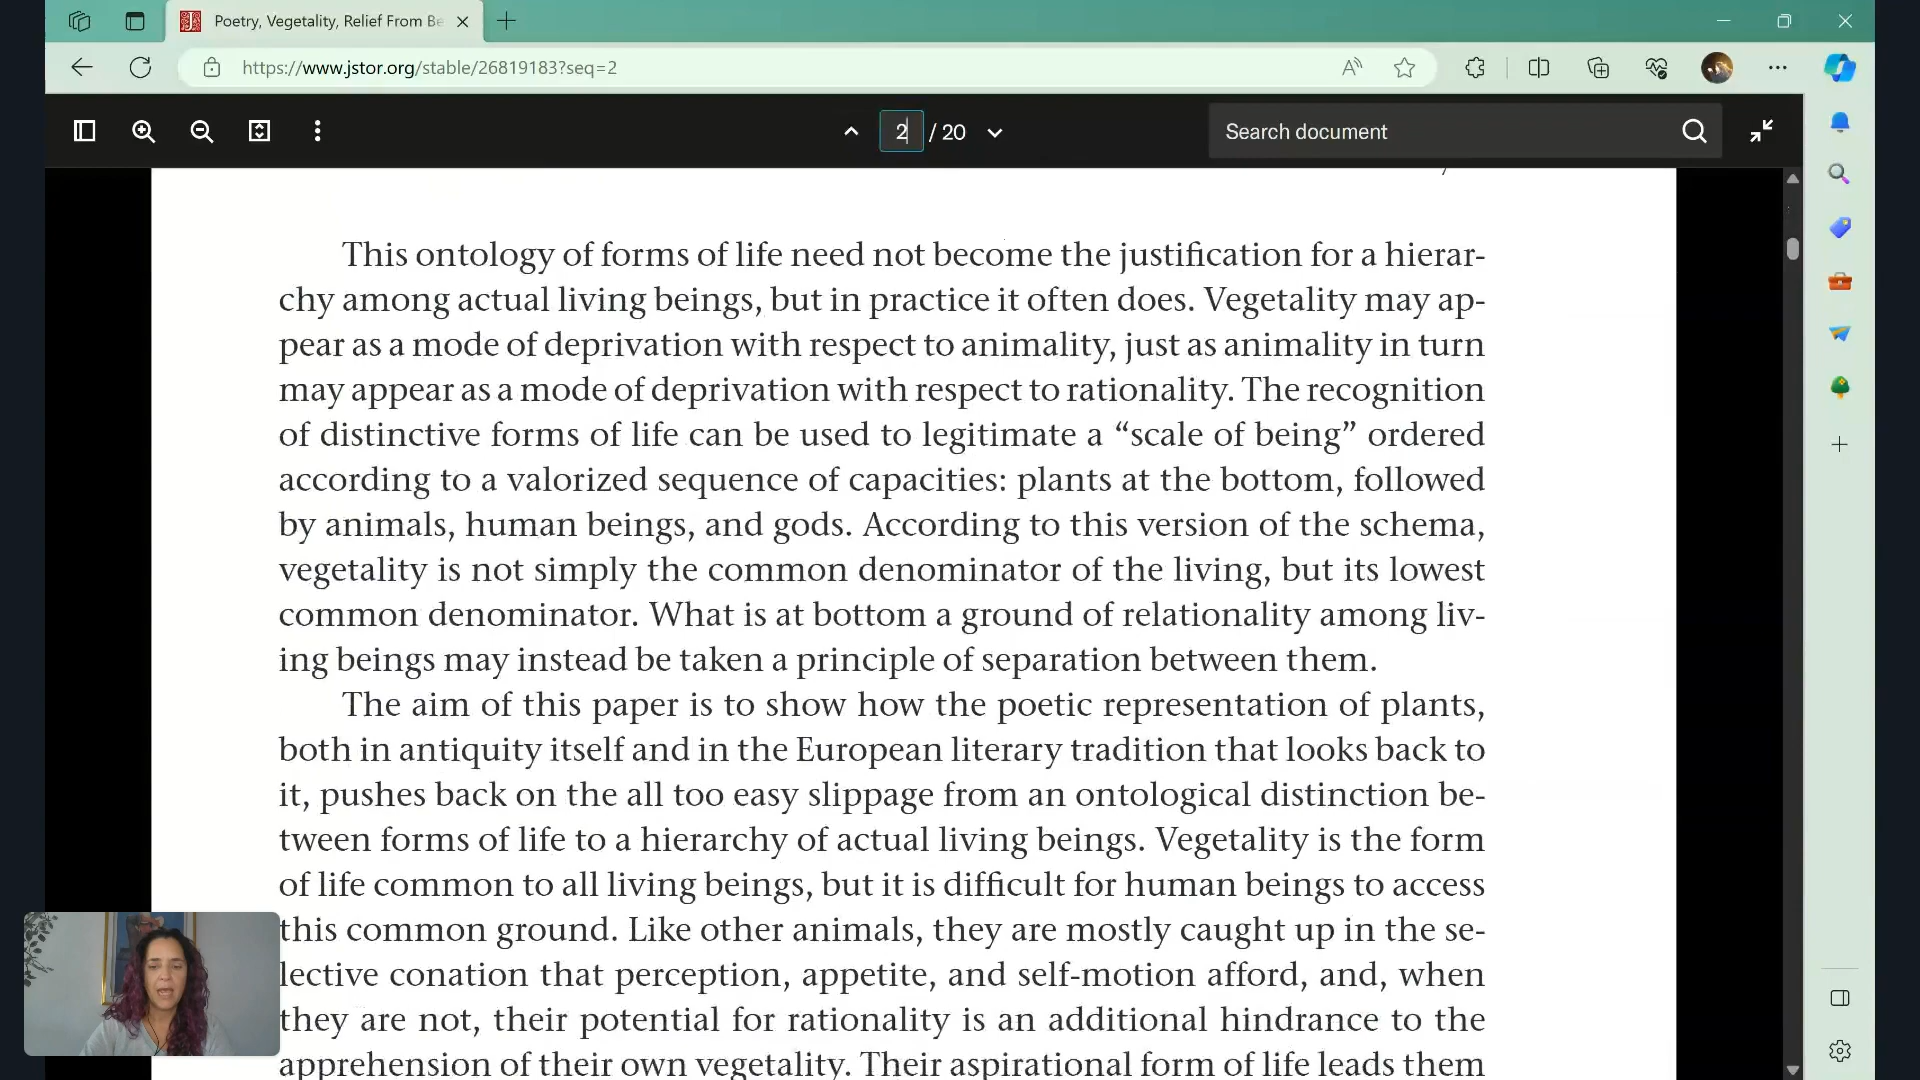 Poetry, Vegetality, Relief From Be
https://www.jstor.org/stable/26819183?seq=2
2 / 20
Search document
This ontology of forms of life need not become the justification for a hierar-
chy among actual living beings, but in practice it often does. Vegetality may ap-
pear as a mode of deprivation with respect to animality, just as animality in turn
may appear as a mode of deprivation with respect to rationality. The recognition
of distinctive forms of life can be used to legitimate a “scale of being” ordered
according to a valorized sequence of capacities: plants at the bottom, followed
by animals, human beings, and gods. According to this version of the schema,
vegetality is not simply the common denominator of the living, but its lowest
common denominator. What is at bottom a ground of relationality among liv-
ing beings may instead be taken a principle of separation between them.
The aim of this paper is to show how the poetic representation of plants,
both in antiquity itself and in the European literary tradition that looks back to
it, pushes back on the all too easy slippage from an ontological distinction be-
tween forms of life to a hierarchy of actual living beings. Vegetality is the form
of life common to all living beings, but it is difficult for human beings to access
this common ground. Like other animals, they are mostly caught up in the se-
lective conation that perception, appetite, and self-motion afford, and, when
they are not, their potential for rationality is an additional hindrance to the
apprehension of their own vegetality. Their aspirational form of life leads them